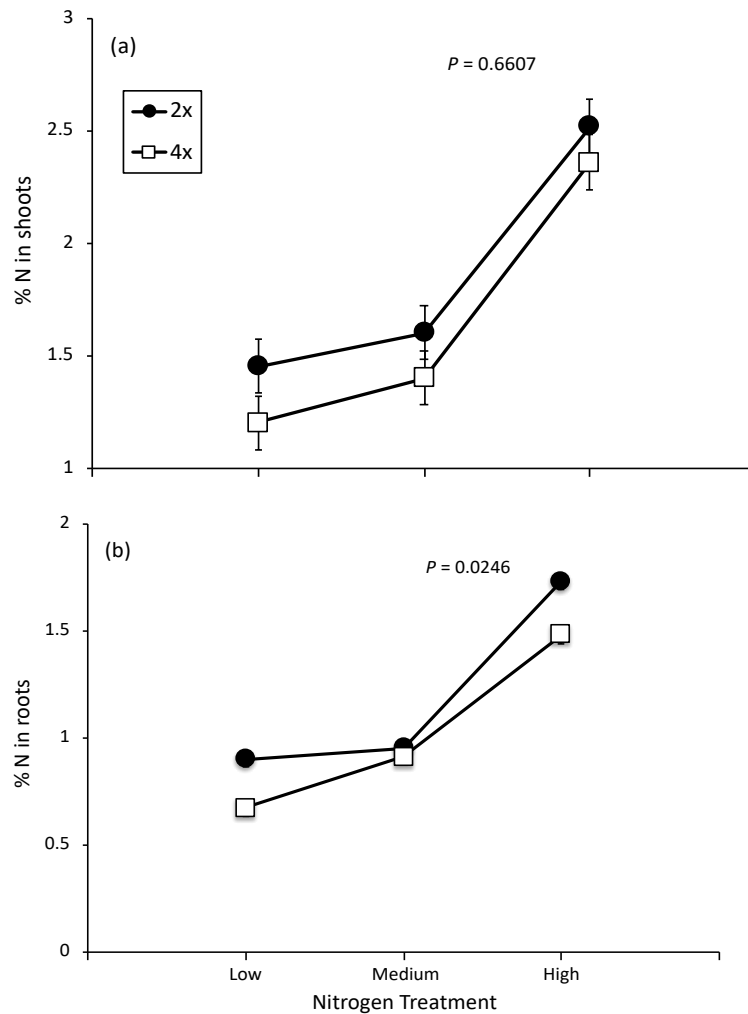 3
(a)
P = 0.6607
2x
4x
2.5
2
1.5
1
% N in shoots
2
(b)
P = 0.0246
1.5
1
0.5
0
% N in roots
Low Medium High
Nitrogen Treatment